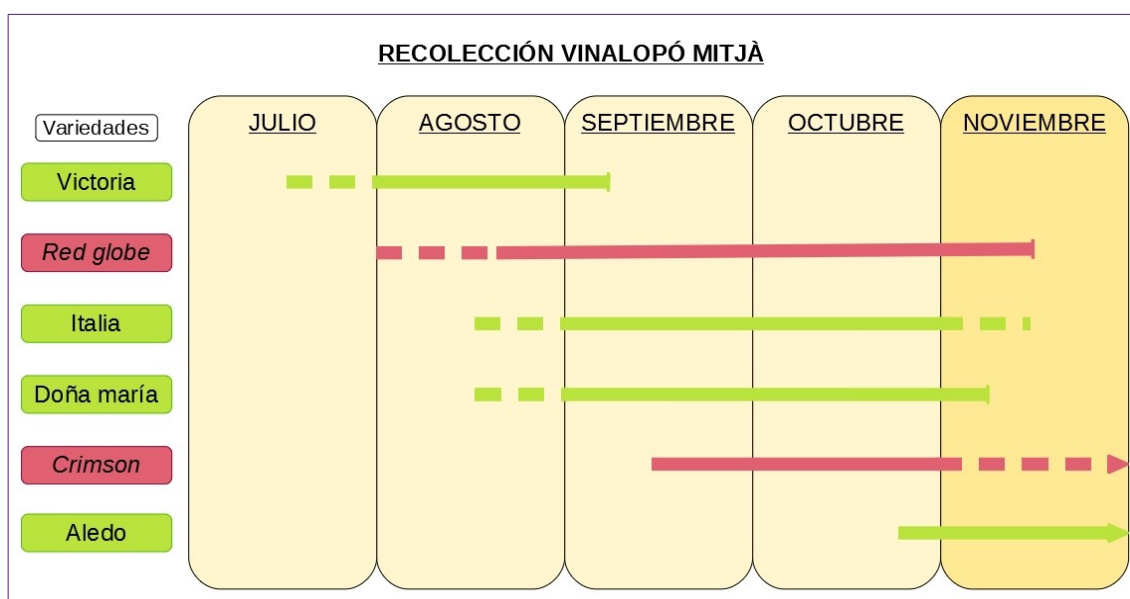 RECOLECCIÓN VINALOPÓ MITJÀ
Variedades
JULIO
AGOSTO
SEPTIEMBRE
OCTUBRE
NOVIEMBRE
Victoria
Red globe
Italia
Doña maría
Crimson
Aledo